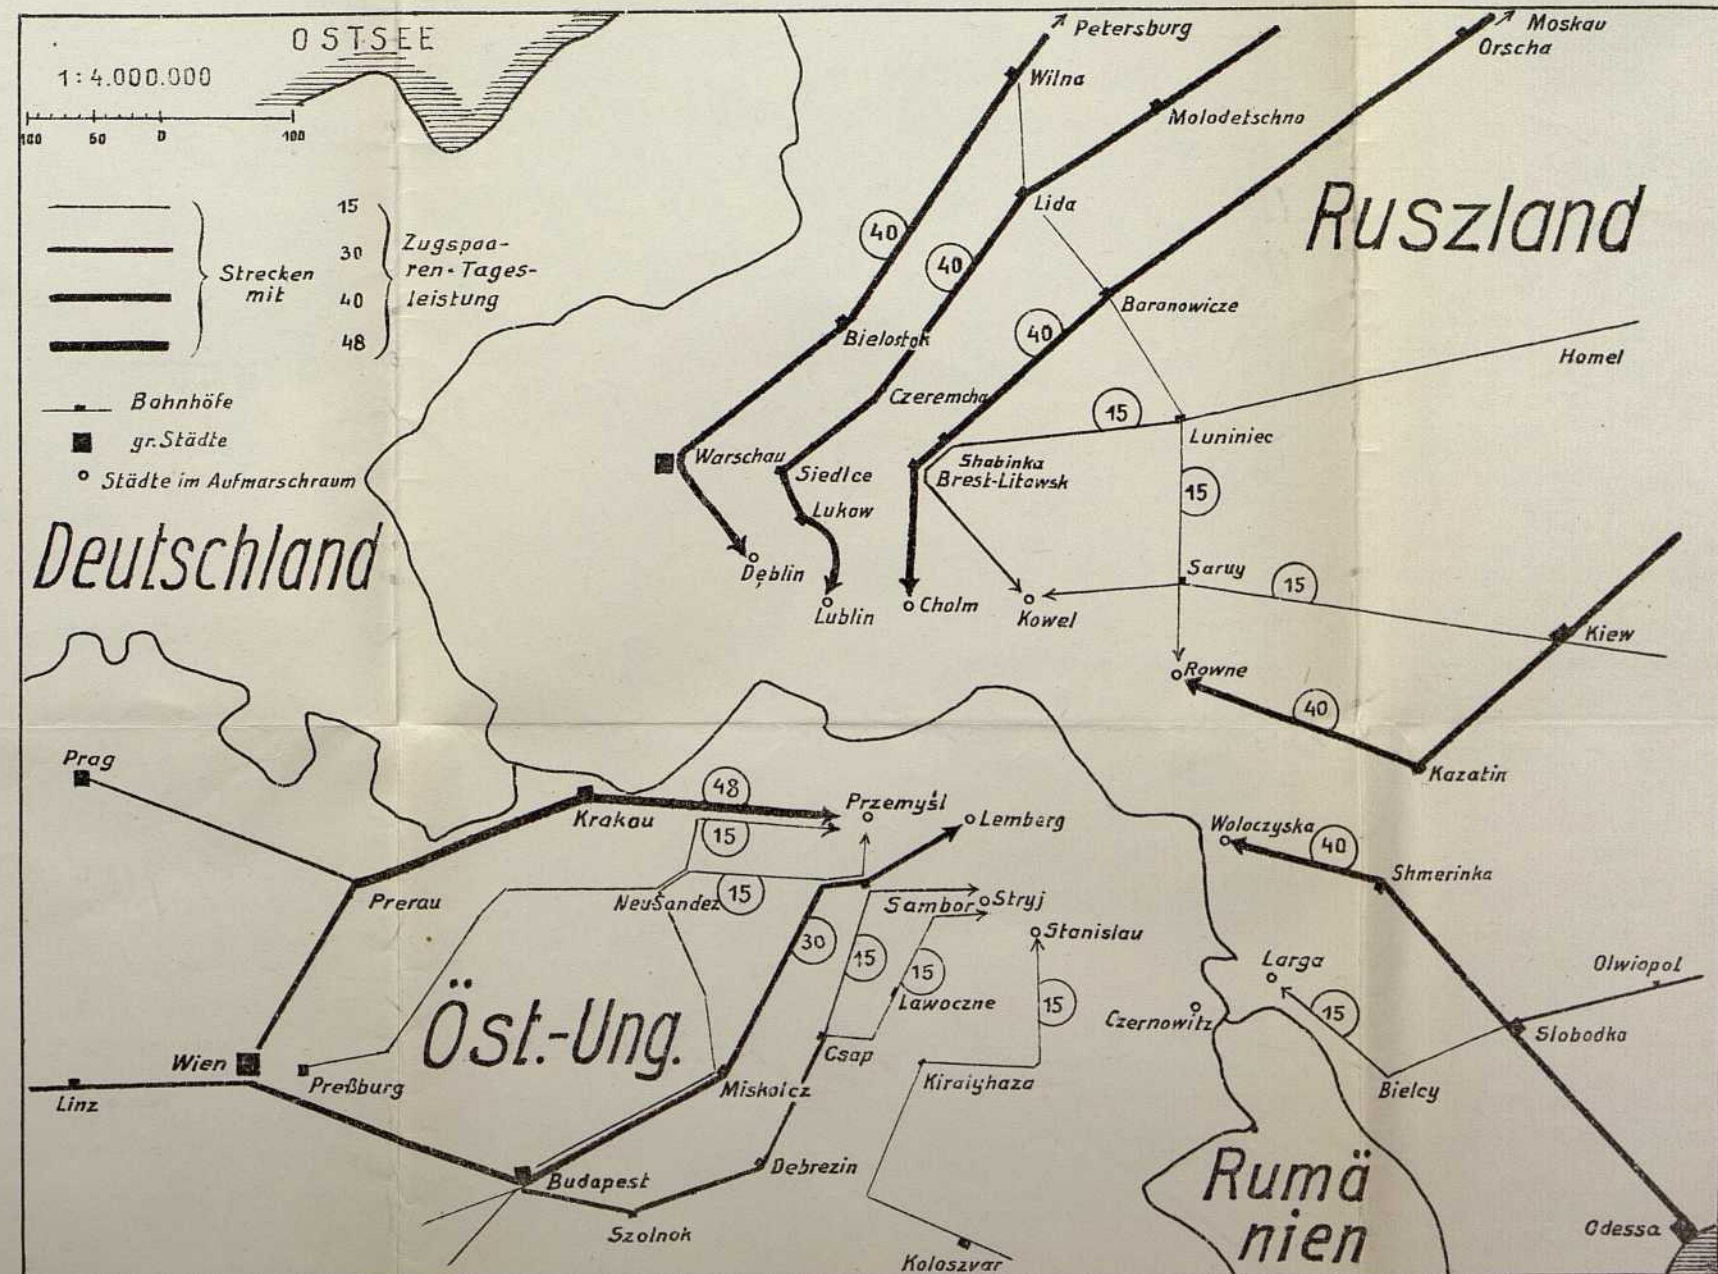 OSTSEE
1:4.000.000
100 50 0 100
15
30
40
48
Strecken
mit
Zugspaa-
ren-Tages-
leistung
Bahnhöfe
gr. Städte
Städte im Aufmarschraum
Petersburg
Moskau
Orscha
Wilna
Molodetschno
Lida
Ruszland
40
40
40
Baranowicze
Bielostok
Homel
Czeremcha
15
Luniniec
Warschau
Siedlce
Shabinka
Brest-Litowsk
Lukow
15
Deutschland
Dęblin
Lublin
Cholm
Kowel
Saruy
15
Kiew
Rowne
40
Kazatin
Prag
Krakau
48
15
Przemyśl
Lemberg
Woloczyska
40
Shmerinka
Prerau
NeuSandez
15
Sambor
Stryj
Stanislau
30
15
15
15
Lawoczne
Larga
15
Olwiopol
Öst.-Ung.
Czernowitz
Slobodka
Wien
Preßburg
Linz
Csap
Miskolcz
Kiralyhaza
Bielcy
Debrezin
Budapest
Szolnok
Koloszvar
Rumä
nien
Odessa